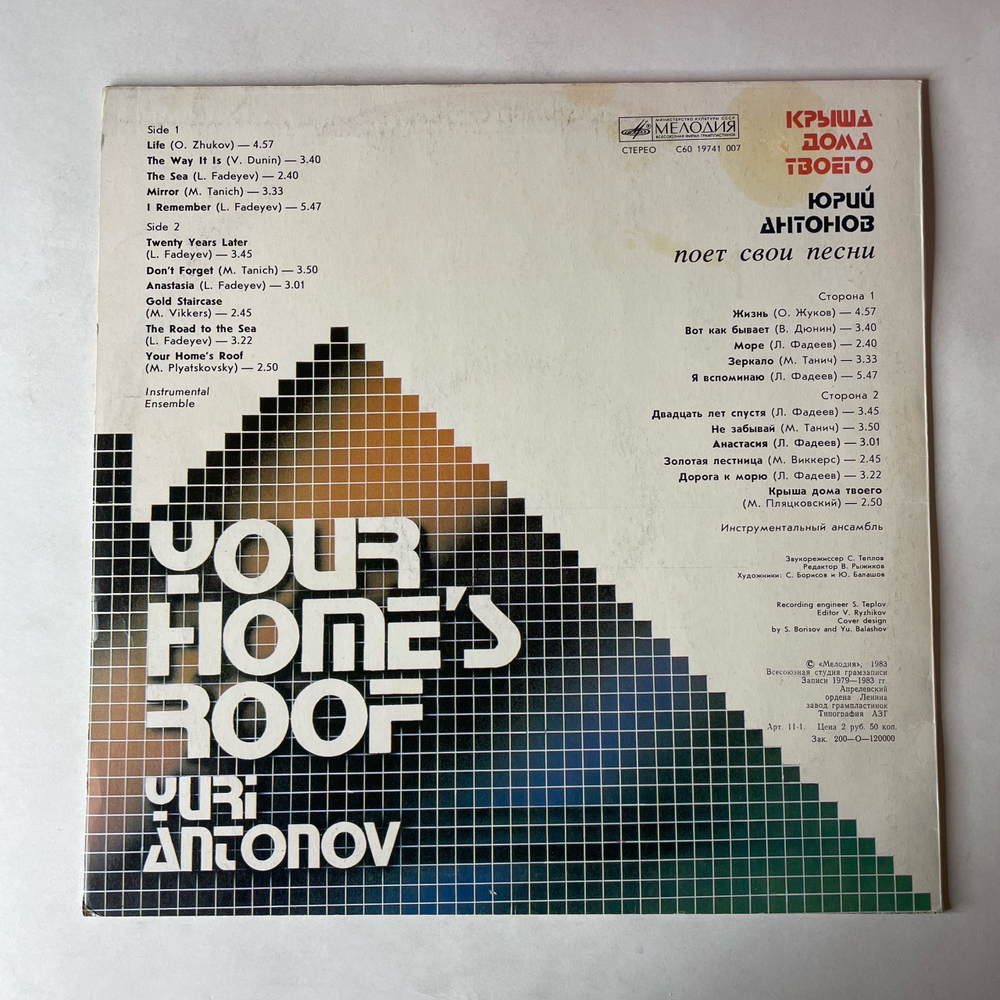 Side 1
Life (O. Zhukov) — 4.57
The Way It Is (V. Dunin) — 3.40
The Sea (L. Fadeyev) — 2.40
Mirror (M. Tanich) — 3.33
I Remember (L. Fadeyev) — 5.47
Side 2
Twenty Years Later
(L. Fadeyev) — 3.45
Don't Forget (M. Tanich) — 3.50
Anastasia (L. Fadeyev) — 3.01
Gold Staircase
(M. Vikkers) — 2.45
The Road to the Sea
(L. Fadeyev) — 3.22
Your Home's Roof
(M. Plyatskovsky) — 2.50
Instrumental
Ensemble
МИНИСТЕРСТВО КУЛЬТУРЫ СССР
МЕЛОДИЯ
ВСЕСОЮЗНАЯ ФИРМА ГРАМПЛАСТИНОК
СТЕРЕО С60 19741 007
КРЫША
ДОМА
ТВОЕГО
ЮРИЙ
АНТОНОВ
поет свои песни
Сторона 1
Жизнь (О. Жуков) — 4.57
Вот как бывает (В. Дюнин) — 3.40
Море (Л. Фадеев) — 2.40
Зеркало (М. Танич) — 3.33
Я вспоминаю (Л. Фадеев) — 5.47
Сторона 2
Двадцать лет спустя (Л. Фадеев) — 3.45
Не забывай (М. Танич) — 3.50
Анастасия (Л. Фадеев) — 3.01
Золотая лестница (М. Виккерс) — 2.45
Дорога к морю (Л. Фадеев) — 3.22
Крыша дома твоего
(М. Пляцковский) — 2.50
Инструментальный ансамбль
Звукорежиссер С. Теплов
Редактор В. Рыжиков
Художники: С. Борисов и Ю. Балашов
Recording engineer S. Teplov
Editor V. Ryzhikov
Cover design
by S. Borisov and Yu. Balashov
© «Мелодия», 1983
Всесоюзная студия грамзаписи
Записи 1979—1983 гг.
Апрелевский
ордена Ленина
завод грампластинок
Типография АЗГ
Арт. 11-1. Цена 2 руб. 50 коп.
Зак. 200—О—120000
YOUR
HOME'S
ROOF
YURI
ANTONOV